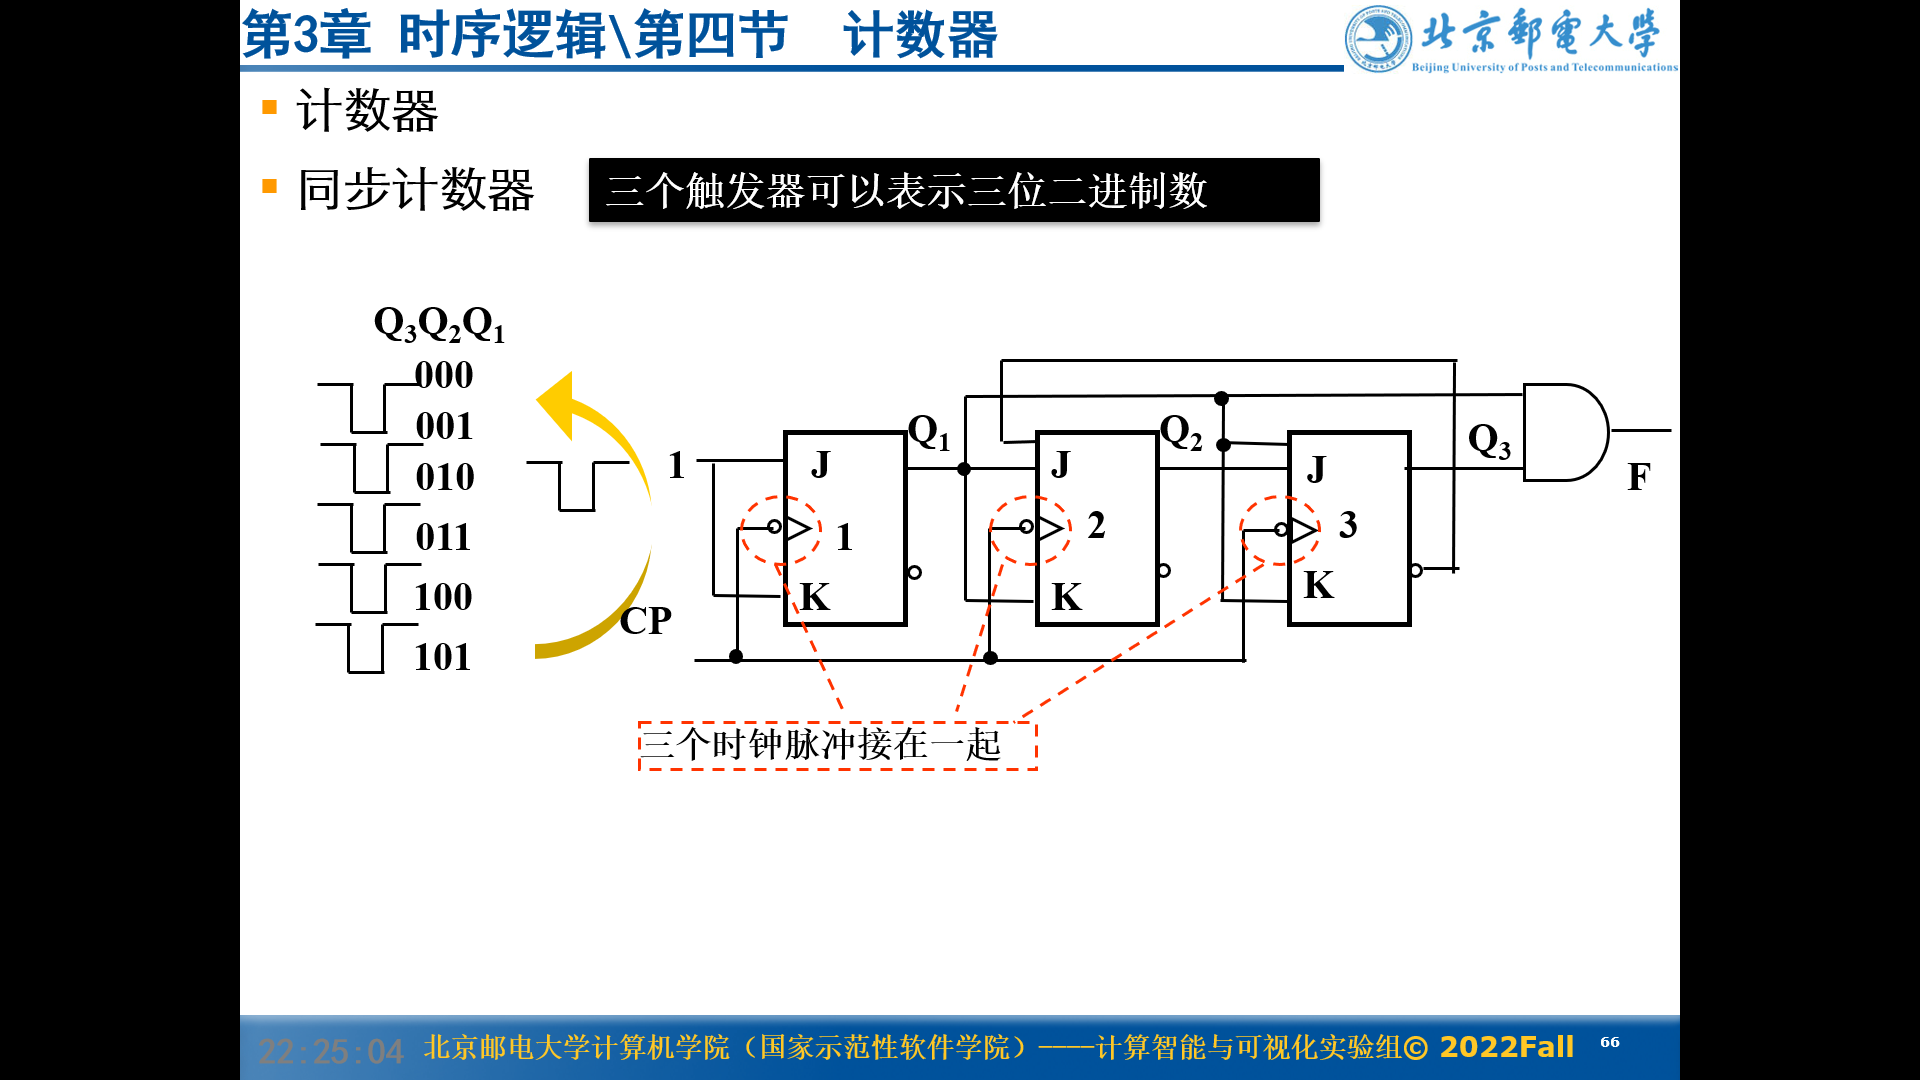 第3章 时序逻辑\第四节 计数器
北京郵電大学
Beijing University of Posts and Telecommunications
计数器
同步计数器
三个触发器可以表示三位二进制数
Q3Q2Q1
000
001
010
011
100
101
CP
1
J
1
K
Q1
J
2
K
Q2
J
3
K
Q3
F
三个时钟脉冲接在一起
22:25:04
北京邮电大学计算机学院（国家示范性软件学院）----计算智能与可视化实验组© 2022Fall
66